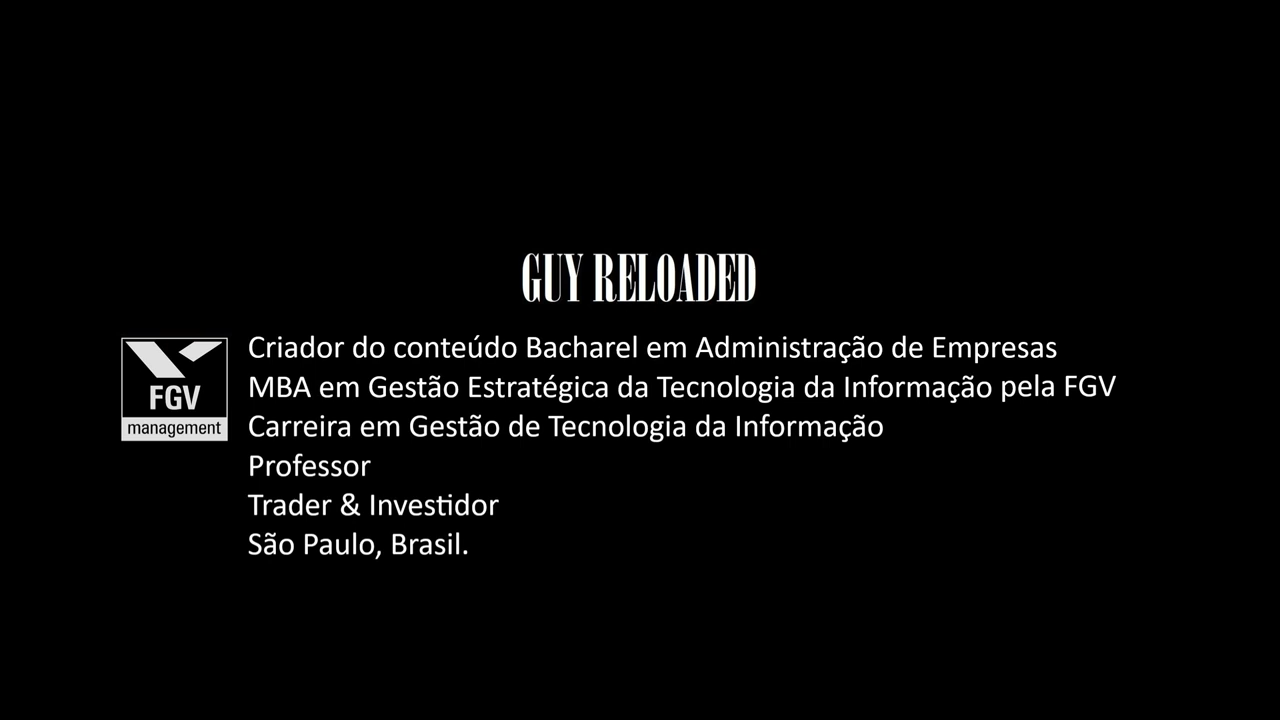 GUY RELOADED
FGV
management
Criador do conteúdo Bacharel em Administração de Empresas
MBA em Gestão Estratégica da Tecnologia da Informação pela FGV
Carreira em Gestão de Tecnologia da Informação
Professor
Trader & Investidor
São Paulo, Brasil.